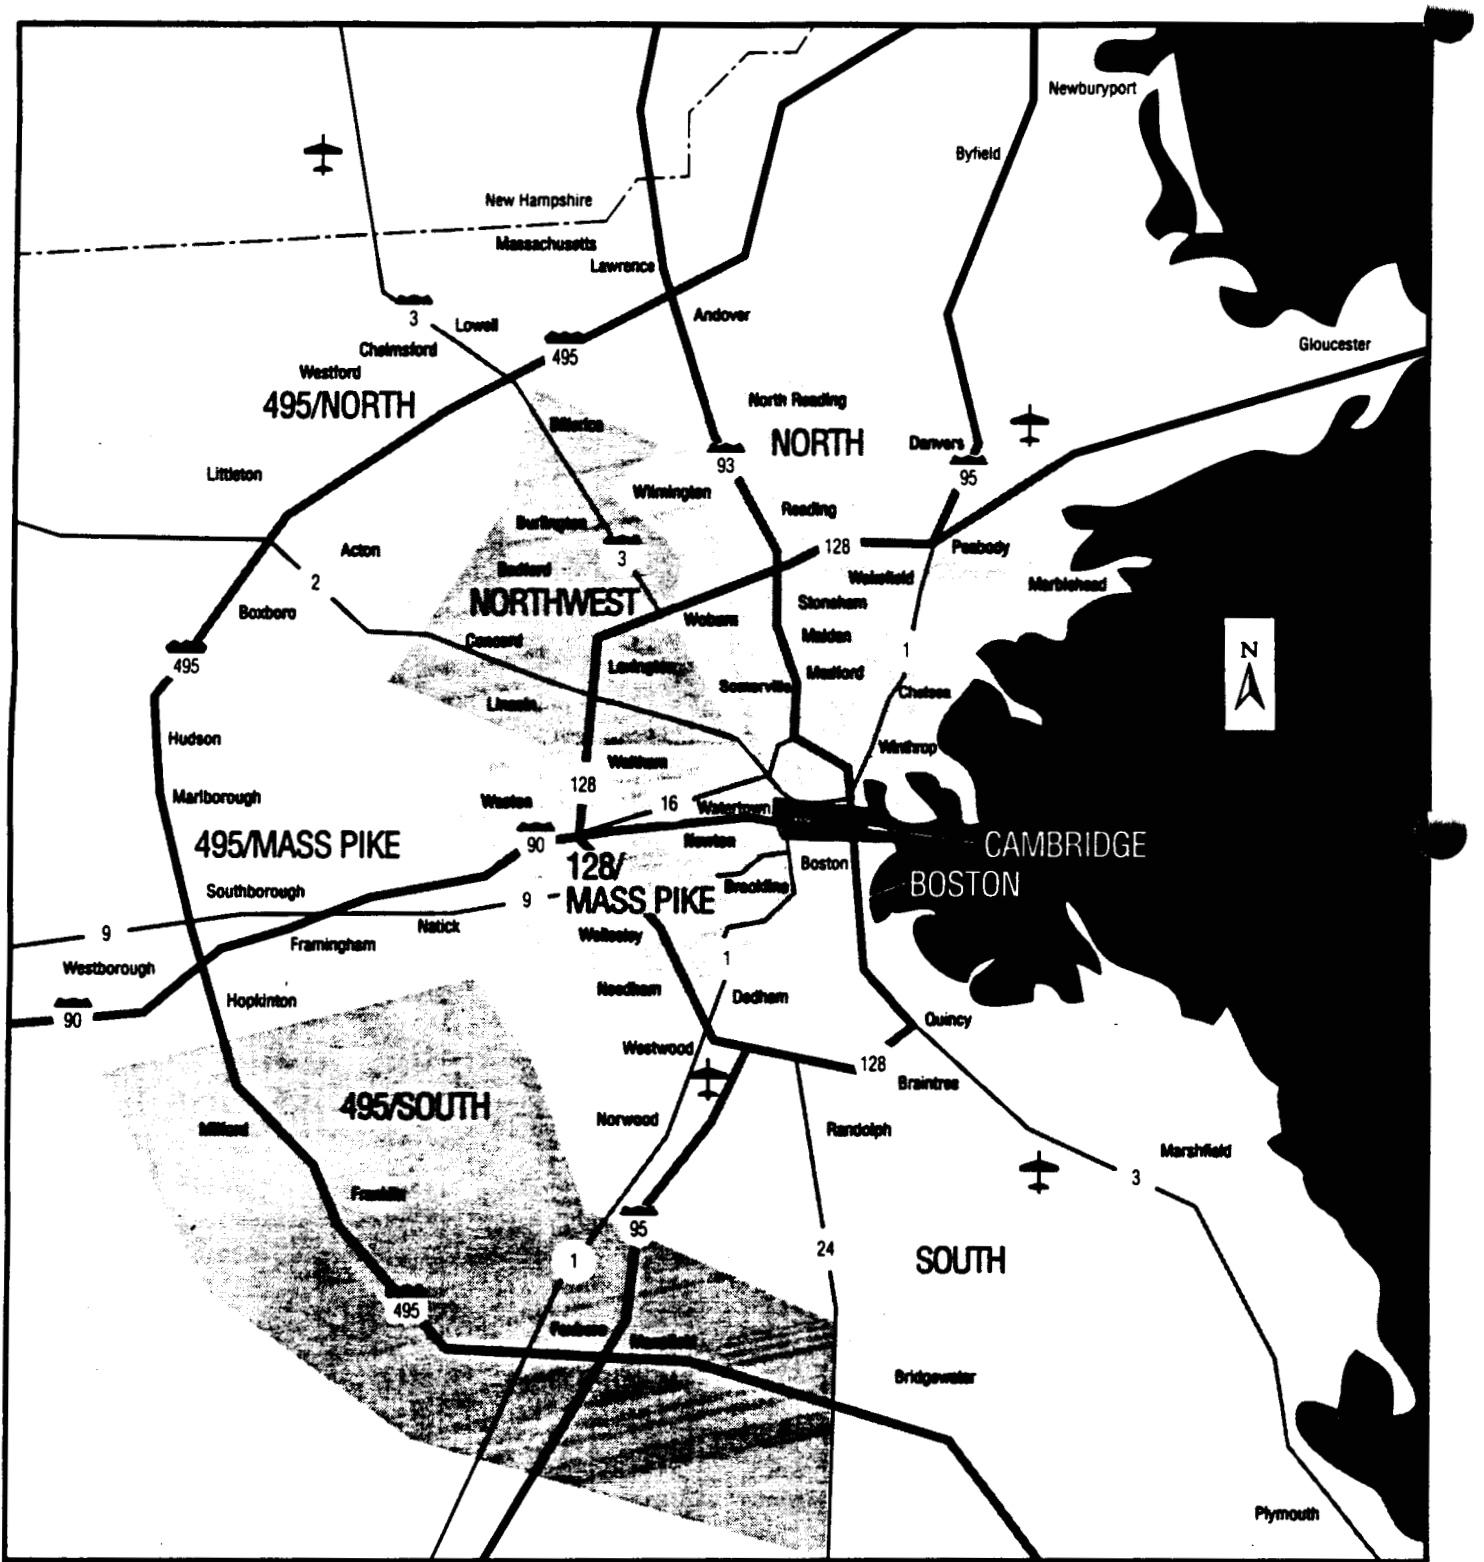 Newburyport
Byfield
New Hampshire
Massachusetts
Lawrence
3
Lowell
Andover
Chelmsford
495
Gloucester
Westford
495/NORTH
North Reading
Billerica
NORTH
Danvers
93
95
Littleton
Wilmington
Reading
Burlington
128
Peabody
Acton
3
2
Bedford
Wakefield
Marblehead
NORTHWEST
Stoneham
Boxboro
Woburn
Concord
Malden
N
1
495
Lexington
Medford
Somerville
Chelsea
Lincoln
Hudson
Winthrop
Waltham
128
Marlborough
Weston
16
Watertown
495/MASS PIKE
90
Newton
CAMBRIDGE
128/
MASS PIKE
Boston
BOSTON
Southborough
Brookline
9
9
Natick
Wellesley
Framingham
1
Westborough
Needham
Dedham
Hopkinton
90
Quincy
Westwood
128
Braintree
495/SOUTH
Norwood
Milford
Randolph
Marshfield
3
Franklin
95
24
1
SOUTH
495
Foxboro
Mansfield
Bridgewater
Plymouth